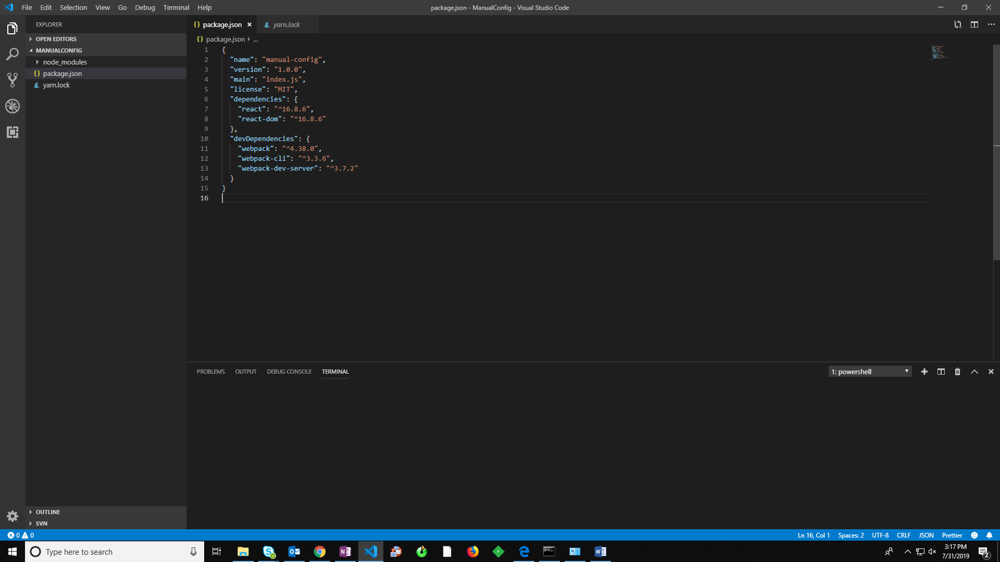 File Edit Selection View Go Debug Terminal Help
package.json - ManualConfig - Visual Studio Code
EXPLORER
OPEN EDITORS
MANUALCONFIG
node_modules
package.json
yarn.lock
OUTLINE
SVN
package.json yarn.lock
package.json ...
1 {
2 "name": "manual-config",
3 "version": "1.0.0",
4 "main": "index.js",
5 "license": "MIT",
6 "dependencies": {
7 "react": "^16.8.6",
8 "react-dom": "^16.8.6"
9 },
10 "devDependencies": {
11 "webpack": "^4.38.0",
12 "webpack-cli": "^3.3.6",
13 "webpack-dev-server": "^3.7.2"
14 }
15 }
16
PROBLEMS OUTPUT DEBUG CONSOLE TERMINAL
1: powershell
0 0
Ln 16, Col 1 Spaces: 2 UTF-8 CRLF JSON Prettier
Type here to search
3:17 PM
7/31/2019
2